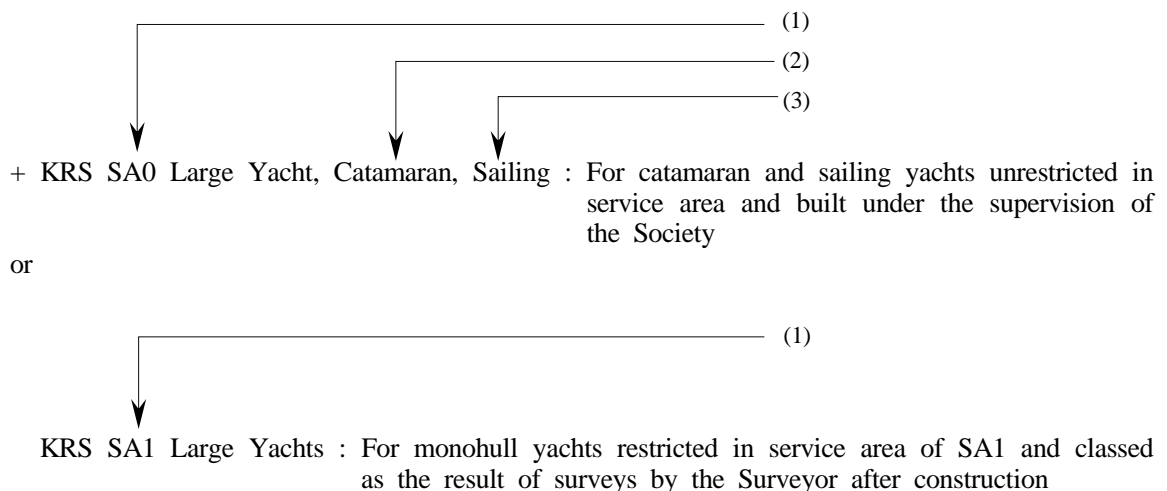 (1)
(2)
(3)
+ KRS SA0 Large Yacht, Catamaran, Sailing : For catamaran and sailing yachts unrestricted in
service area and built under the supervision of
the Society
or
(1)
KRS SA1 Large Yachts : For monohull yachts restricted in service area of SA1 and classed
as the result of surveys by the Surveyor after construction